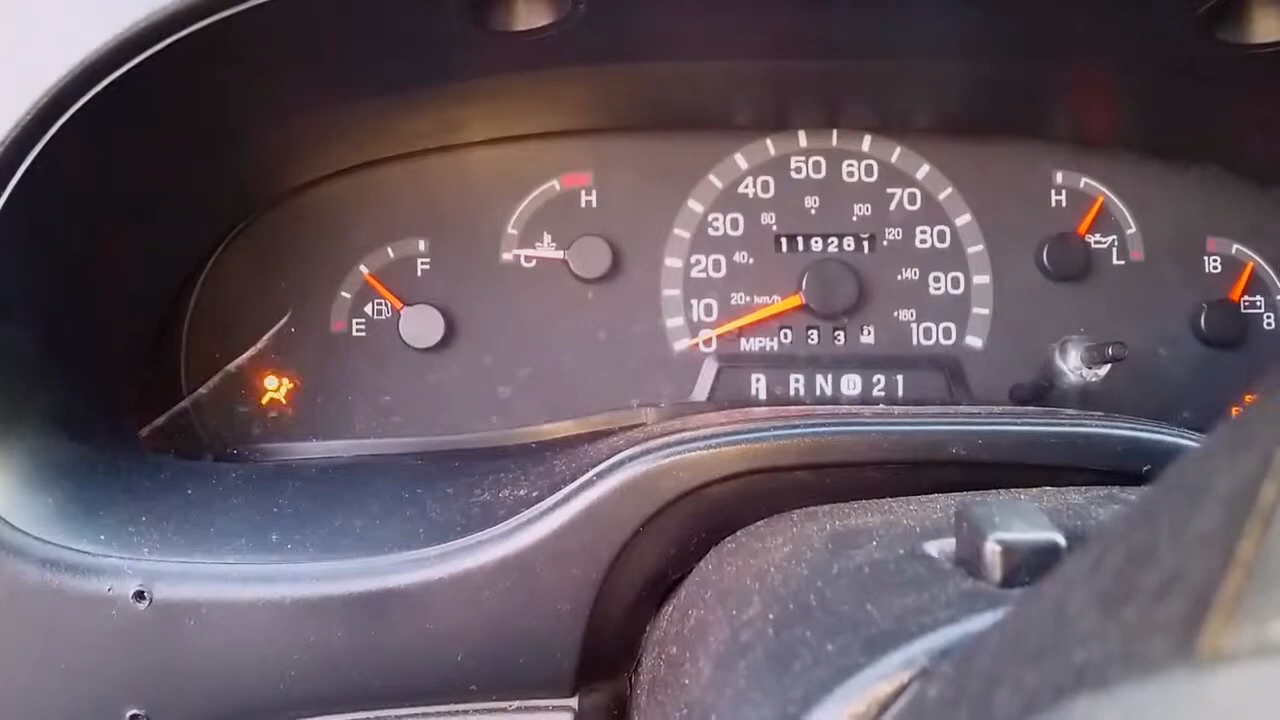 50 60
40 70
30 80
20 90
10 100
0
60 80 100
40 120
20 km/h 140
160
11926
MPH 0 3 3
R N D 2 1
F
E
H
C
H
L
18
8